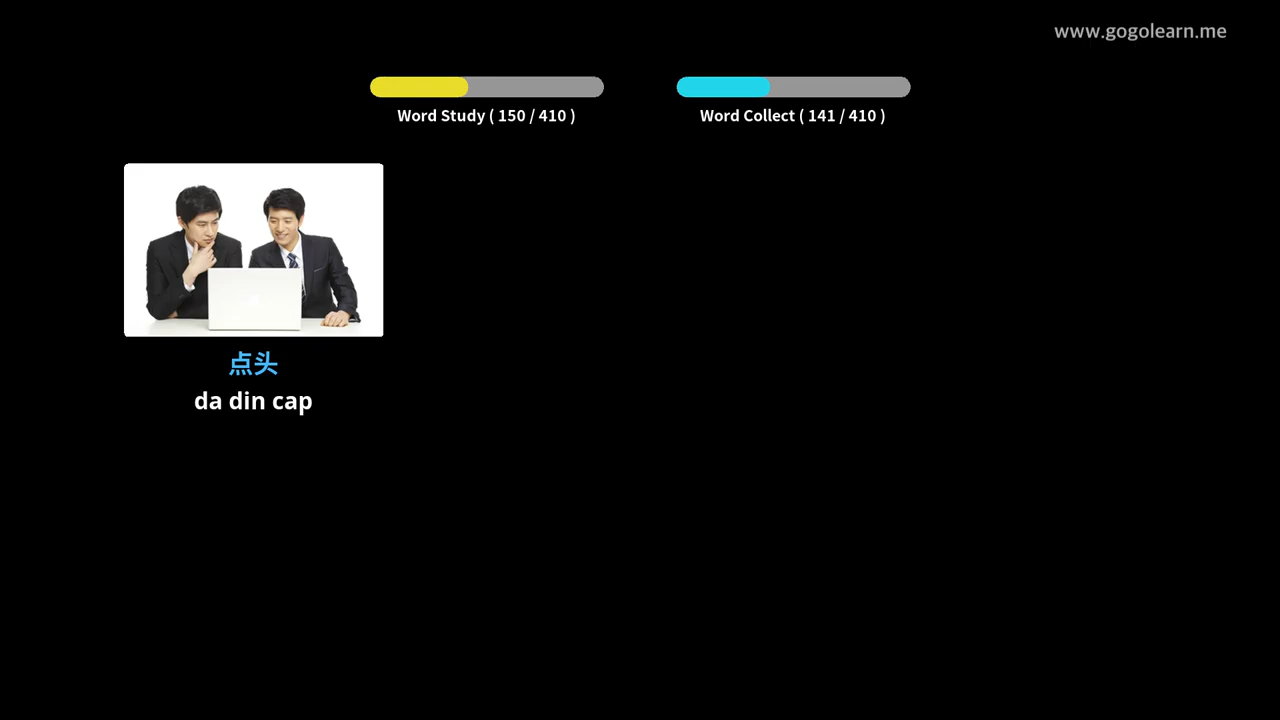 www.gogolearn.me
Word Study ( 150 / 410 )
Word Collect ( 141 / 410 )
点头
da din cap